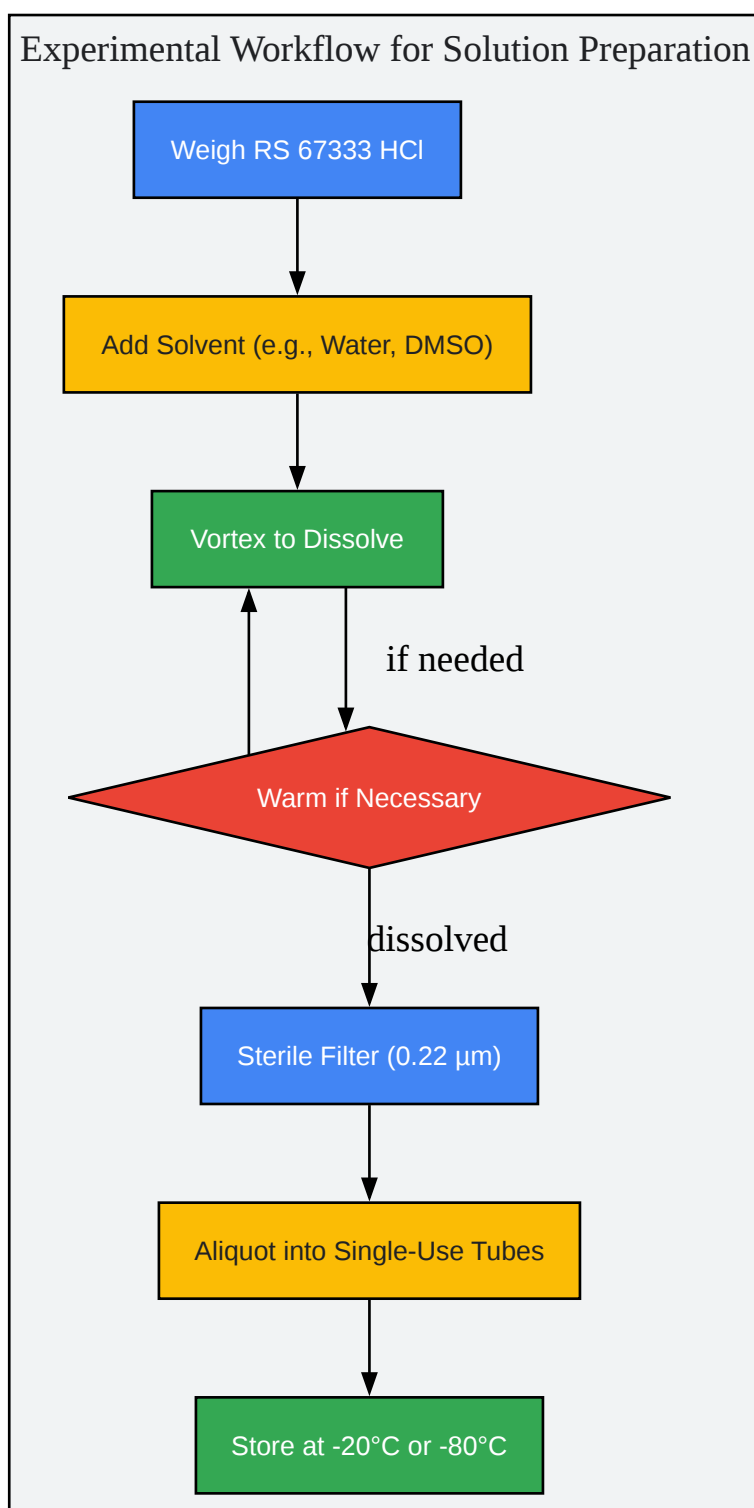 Experimental Workflow for Solution Preparation
Weigh RS 67333 HCl
Add Solvent (e.g., Water, DMSO)
Vortex to Dissolve
if needed
Warm if Necessary
dissolved
Sterile Filter (0.22 µm)
Aliquot into Single-Use Tubes
Store at -20°C or -80°C